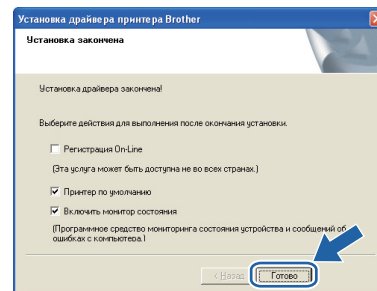 Установка драйвера принтера Brother
Установка закончена
Установка драйвера закончена!
Выберите действия для выполнения после окончания установки.
Регистрация On-Line
(Эта услуга может быть доступна не во всех странах.)
Принтер по умолчанию
Включить монитор состояния
(Программное средство мониторинга состояния устройства и сообщений об
ошибках с компьютера.)
< Назад
Готово